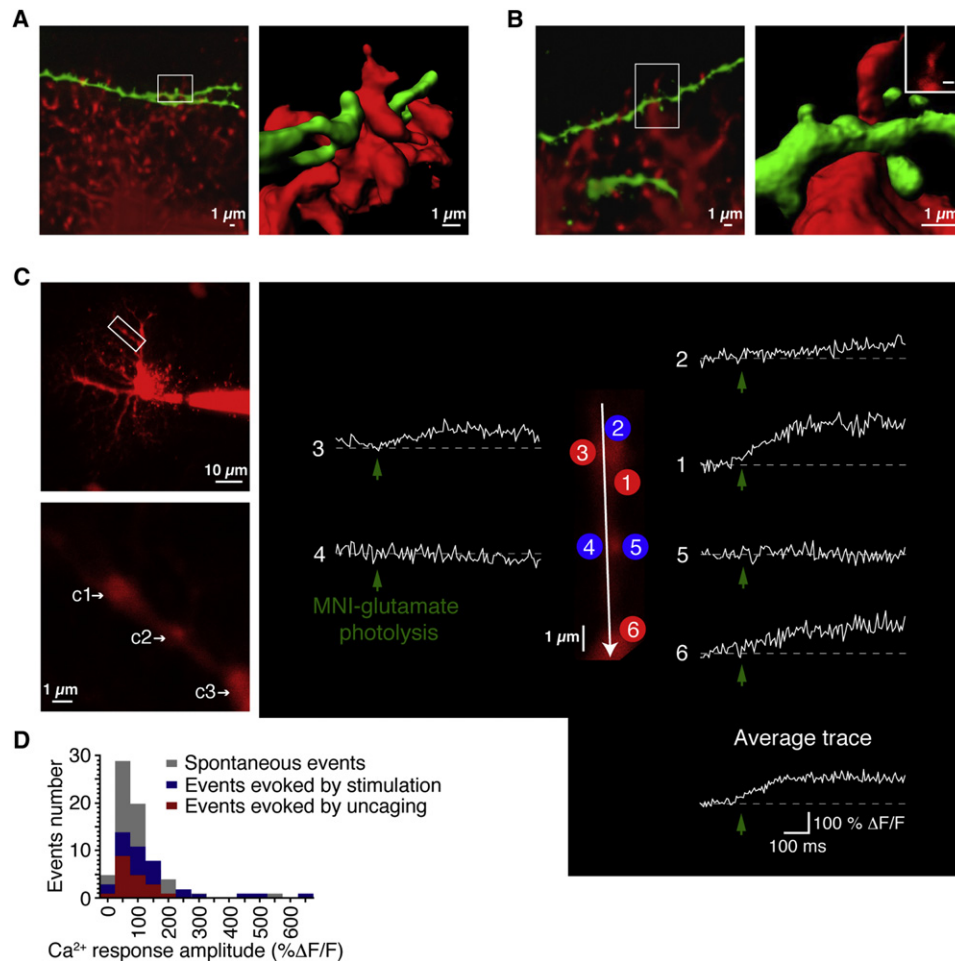 A
B
1 µm
1 µm
1 µm
1 µm
C
10 µm
c1→
c2→
c3→
1 µm
3
4
MNI-glutamate
photolysis
2
3
1
4
5
6
1 µm
2
1
5
6
Average trace
100 % ΔF/F
100 ms
D
30
20
10
0
Events number
Spontaneous events
Events evoked by stimulation
Events evoked by uncaging
0
100
200
300
400
500
600
Ca²⁺ response amplitude (%ΔF/F)